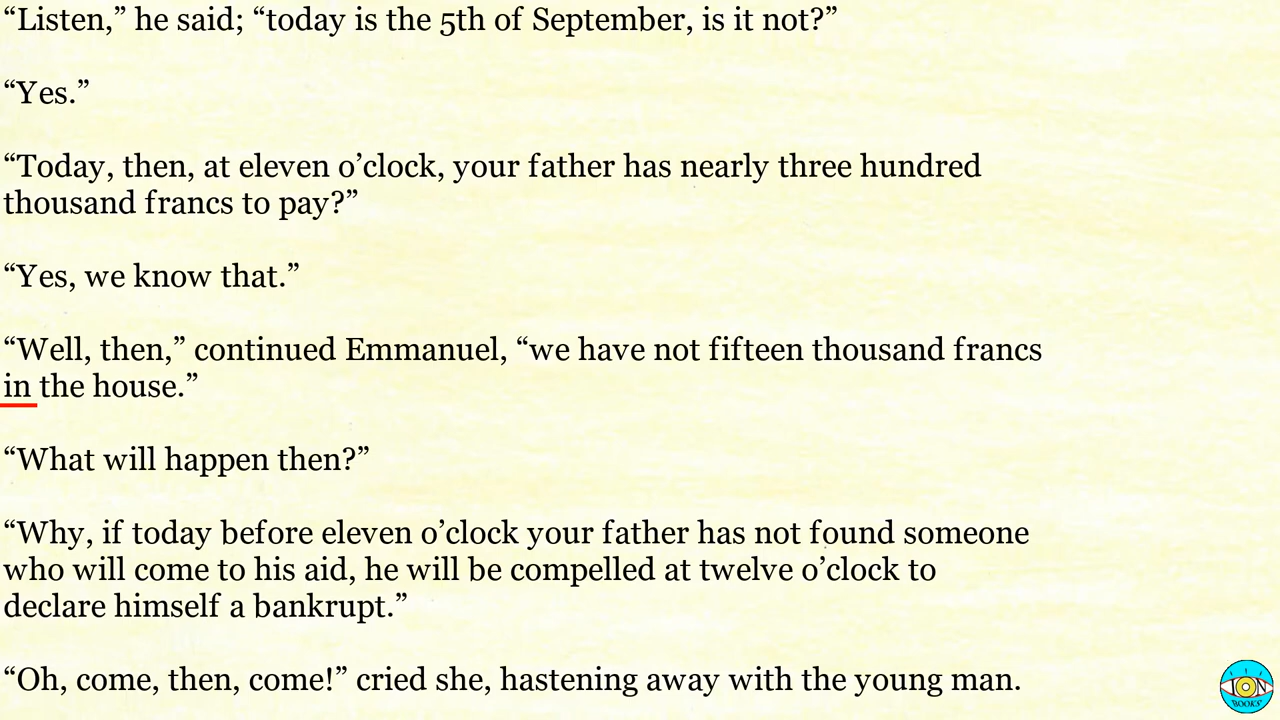 “Listen,” he said; “today is the 5th of September, is it not?”
“Yes.”
“Today, then, at eleven o’clock, your father has nearly three hundred
thousand francs to pay?”
“Yes, we know that.”
“Well, then,” continued Emmanuel, “we have not fifteen thousand francs
in the house.”
“What will happen then?”
“Why, if today before eleven o’clock your father has not found someone
who will come to his aid, he will be compelled at twelve o’clock to
declare himself a bankrupt.”
“Oh, come, then, come!” cried she, hastening away with the young man.
ION
BOOKS